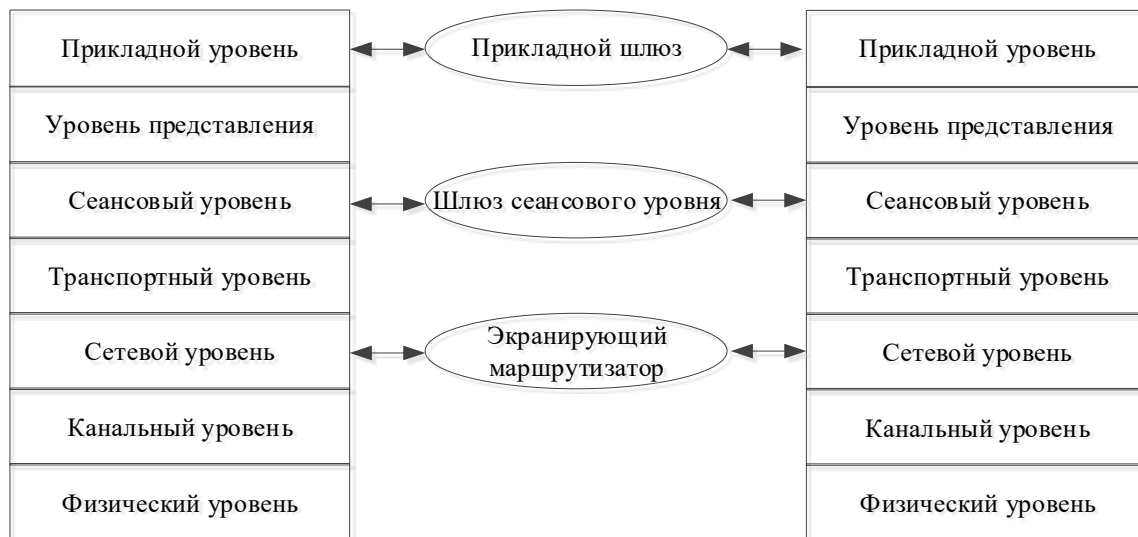 Прикладной уровень
Прикладной шлюз
Прикладной уровень
Уровень представления
Уровень представления
Сеансовый уровень
Шлюз сеансового уровня
Сеансовый уровень
Транспортный уровень
Транспортный уровень
Сетевой уровень
Экранирующий
маршрутизатор
Сетевой уровень
Канальный уровень
Канальный уровень
Физический уровень
Физический уровень